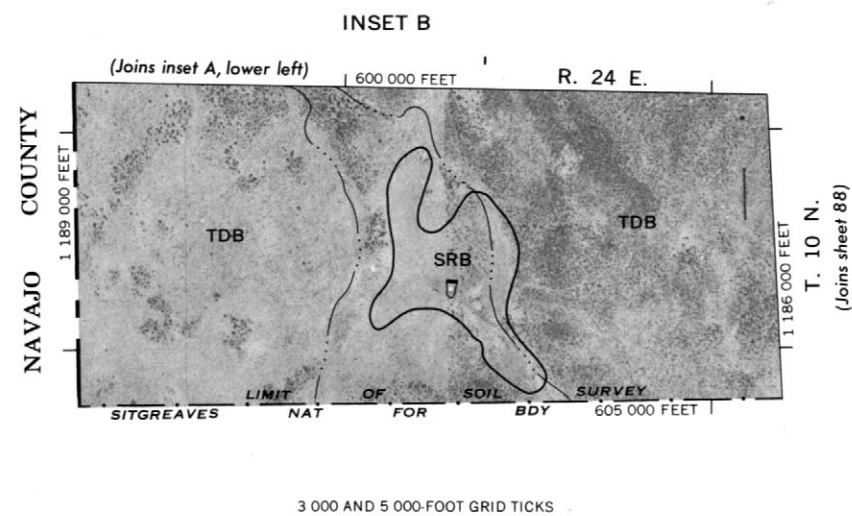 INSET B
(Joins inset A, lower left)
600 000 FEET
R. 24 E.
NAVAJO COUNTY
1 189 000 FEET
TDB
TDB
SRB
1 186 000 FEET
T. 10 N.
(Joins sheet 88)
LIMIT OF SOIL SURVEY
SITGREAVES NAT FOR BDY
605 000 FEET
3 000 AND 5 000-FOOT GRID TICKS